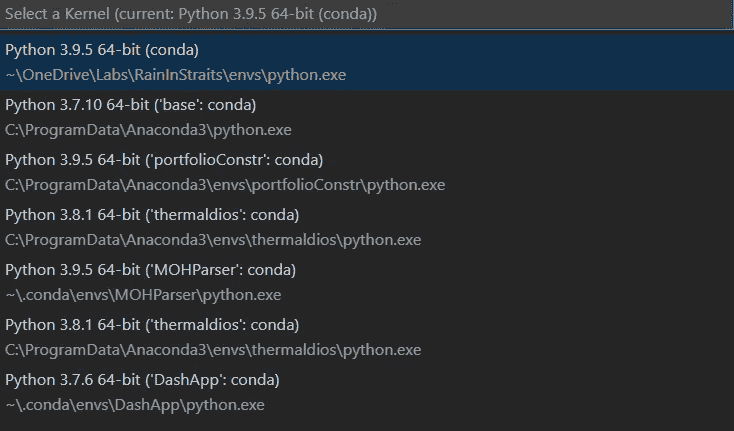 Select a Kernel (current: Python 3.9.5 64-bit (conda))
Python 3.9.5 64-bit (conda)
~\OneDrive\Labs\RainInStraits\envs\python.exe
Python 3.7.10 64-bit ('base': conda)
C:\ProgramData\Anaconda3\python.exe
Python 3.9.5 64-bit ('portfolioConstr': conda)
C:\ProgramData\Anaconda3\envs\portfolioConstr\python.exe
Python 3.8.1 64-bit ('thermaldios': conda)
C:\ProgramData\Anaconda3\envs\thermaldios\python.exe
Python 3.9.5 64-bit ('MOHParser': conda)
~\.conda\envs\MOHParser\python.exe
Python 3.8.1 64-bit ('thermaldios': conda)
C:\ProgramData\Anaconda3\envs\thermaldios\python.exe
Python 3.7.6 64-bit ('DashApp': conda)
~\.conda\envs\DashApp\python.exe